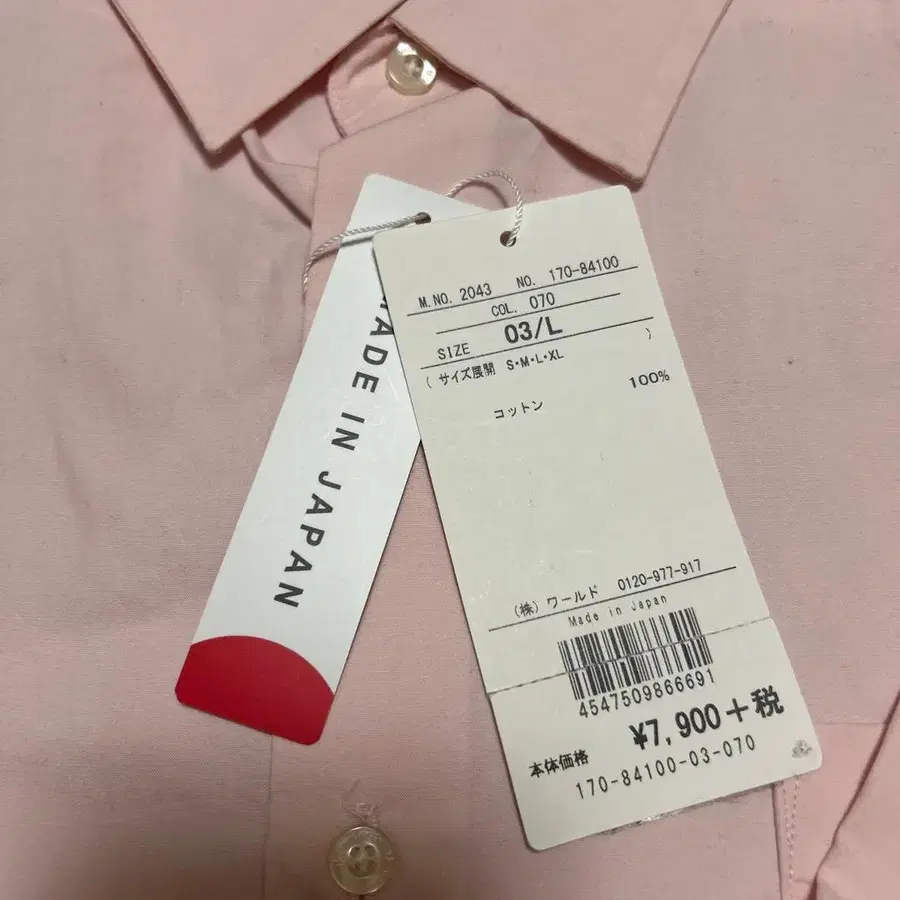 MADE IN JAPAN
M.NO. 2043 NO. 170-84100
COL. 070
SIZE 03/L
( サイズ展開 S・M・L・XL )
コットン 100%
(株) ワールド 0120-977-917
Made in Japan
4547509866691
¥7,900+税
本体価格
170-84100-03-070